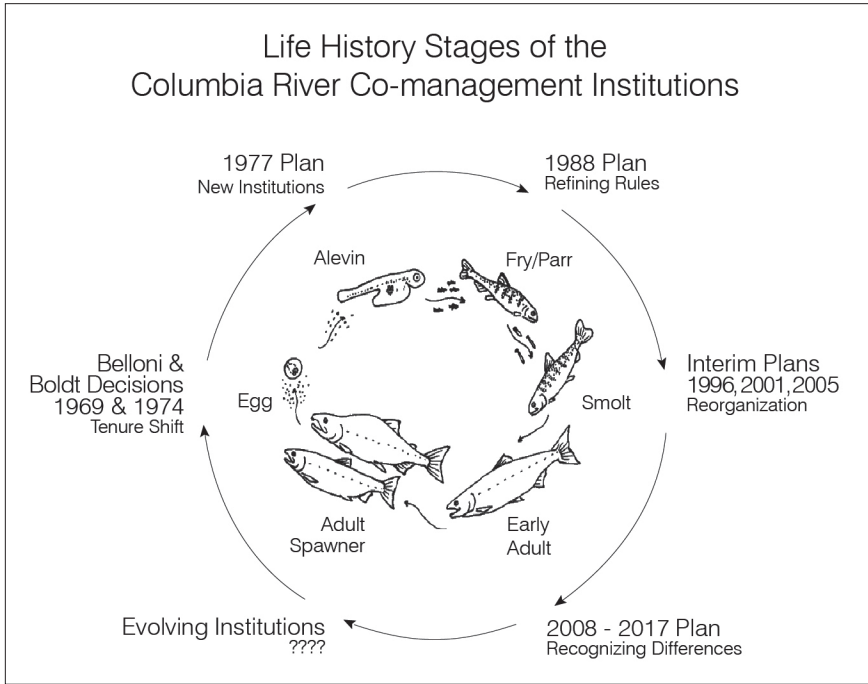 Life History Stages of the
Columbia River Co-management Institutions
1977 Plan
New Institutions
1988 Plan
Refining Rules
Alevin
Fry/Parr
Belloni &
Boldt Decisions
1969 & 1974
Tenure Shift
Egg
Smolt
Interim Plans
1996, 2001, 2005
Reorganization
Adult
Spawner
Early
Adult
Evolving Institutions
????
2008 - 2017 Plan
Recognizing Differences